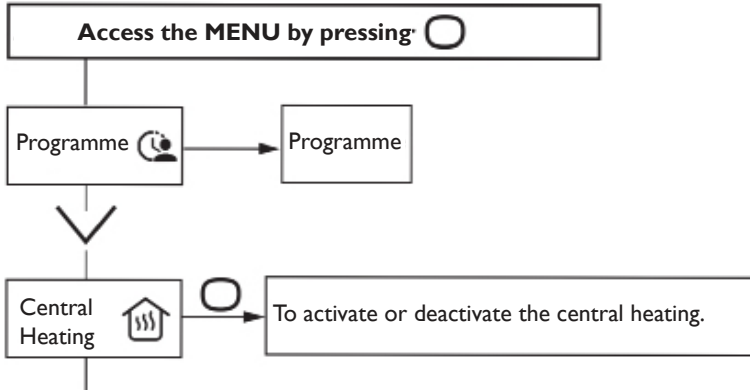 Access the MENU by pressing
Programme
Programme
Central
Heating
To activate or deactivate the central heating.